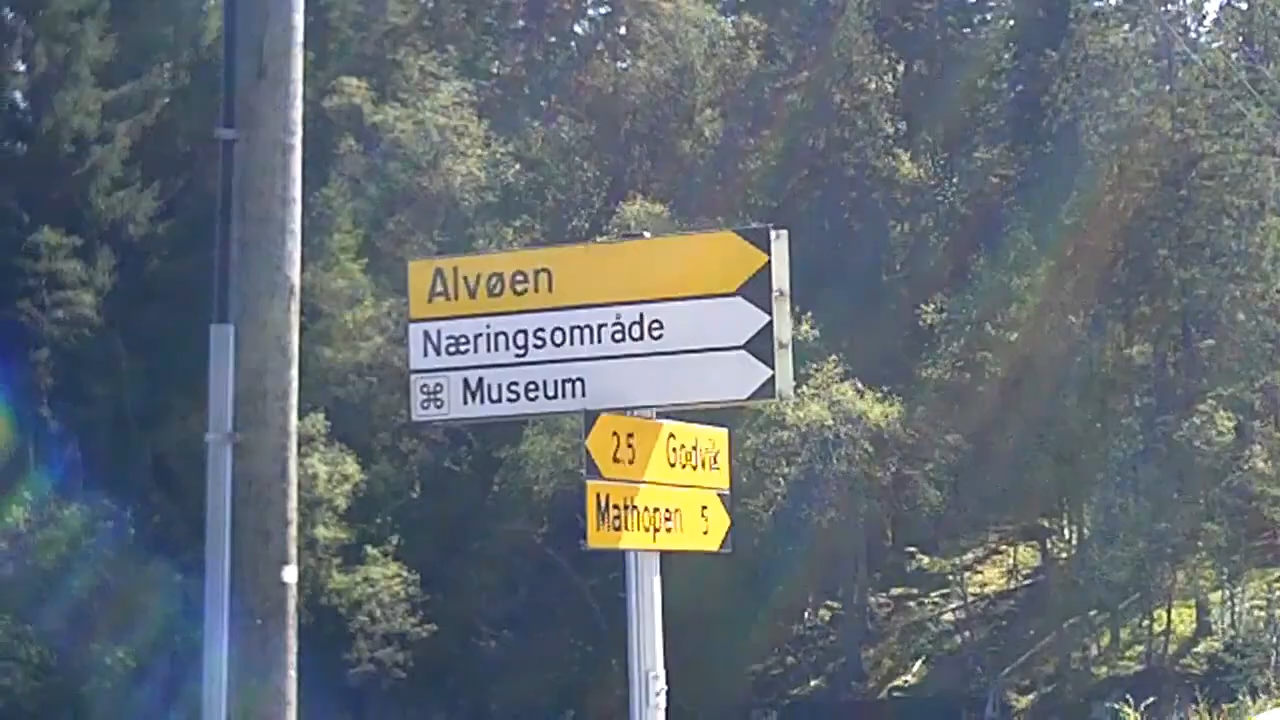 Alvøen
Næringsområde
⌘ Museum
2.5 Godvik
Mathopen 5